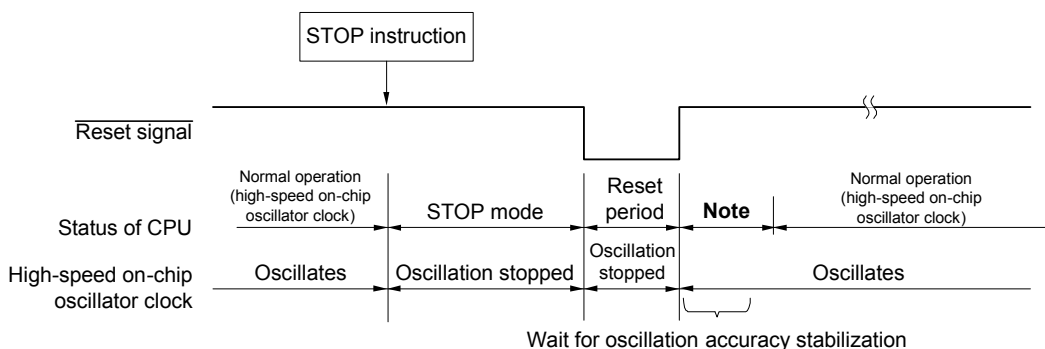 STOP instruction
Reset signal
Normal operation
(high-speed on-chip
oscillator clock)
STOP mode
Reset
period
Note
Normal operation
(high-speed on-chip
oscillator clock)
Status of CPU
High-speed on-chip
oscillator clock
Oscillates
Oscillation stopped
Oscillation
stopped
Oscillates
Wait for oscillation accuracy stabilization